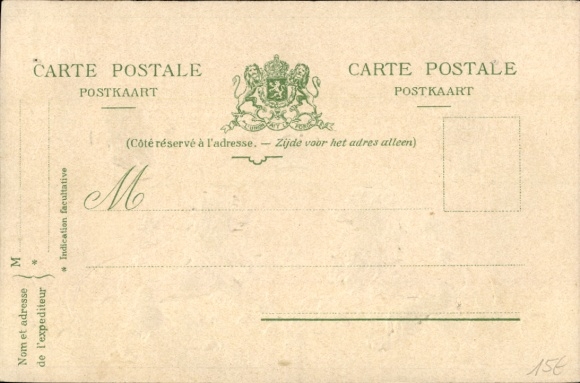 CARTE POSTALE
POSTKAART
L'UNION FAIT LA FORCE
CARTE POSTALE
POSTKAART
(Côté réservé à l'adresse. — Zijde voor het adres alleen)
M
Nom et adresse
de l'expediteur
M
*
* Indication facultative
15€